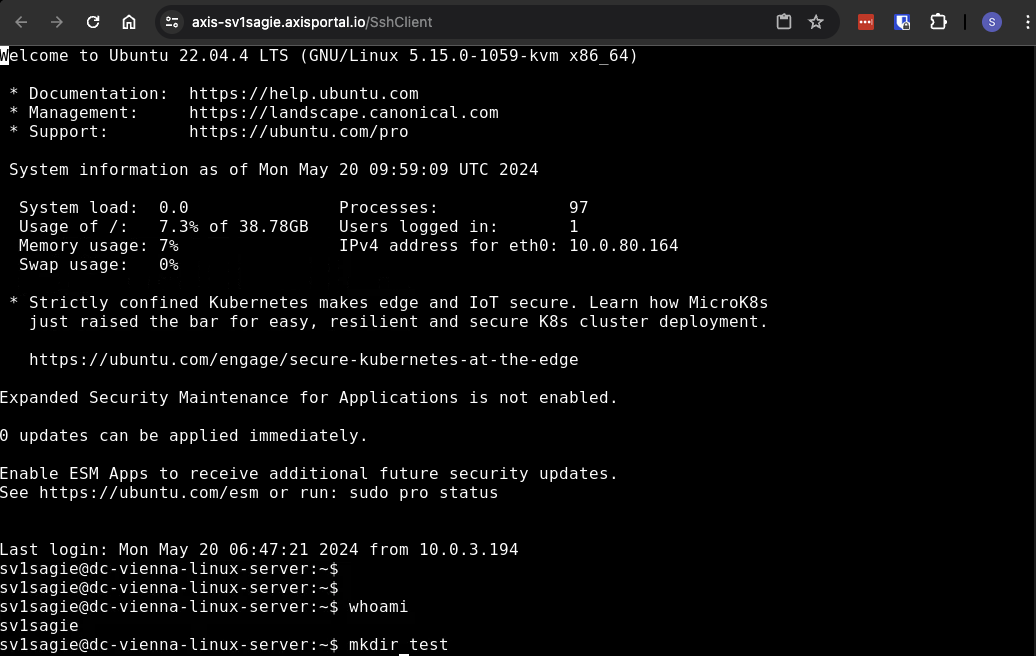 axis-sv1sagie.axisportal.io/SshClient
S
Welcome to Ubuntu 22.04.4 LTS (GNU/Linux 5.15.0-1059-kvm x86_64)
* Documentation:  https://help.ubuntu.com
* Management:     https://landscape.canonical.com
* Support:        https://ubuntu.com/pro
System information as of Mon May 20 09:59:09 UTC 2024
System load:  0.0               Processes:             97
Usage of /:   7.3% of 38.78GB   Users logged in:       1
Memory usage: 7%                IPv4 address for eth0: 10.0.80.164
Swap usage:   0%
* Strictly confined Kubernetes makes edge and IoT secure. Learn how MicroK8s
just raised the bar for easy, resilient and secure K8s cluster deployment.
https://ubuntu.com/engage/secure-kubernetes-at-the-edge
Expanded Security Maintenance for Applications is not enabled.
0 updates can be applied immediately.
Enable ESM Apps to receive additional future security updates.
See https://ubuntu.com/esm or run: sudo pro status
Last login: Mon May 20 06:47:21 2024 from 10.0.3.194
sv1sagie@dc-vienna-linux-server:~$
sv1sagie@dc-vienna-linux-server:~$
sv1sagie@dc-vienna-linux-server:~$ whoami
sv1sagie
sv1sagie@dc-vienna-linux-server:~$ mkdir_test